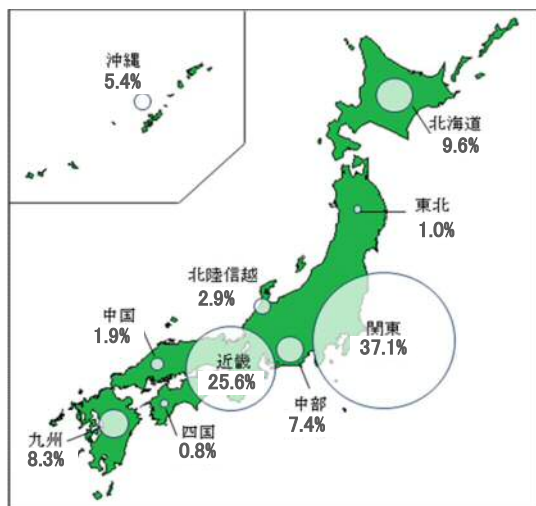 沖縄
5.4%
北海道
9.6%
東北
1.0%
北陸信越
2.9%
中国
1.9%
関東
37.1%
近畿
25.6%
中部
7.4%
九州
8.3%
四国
0.8%